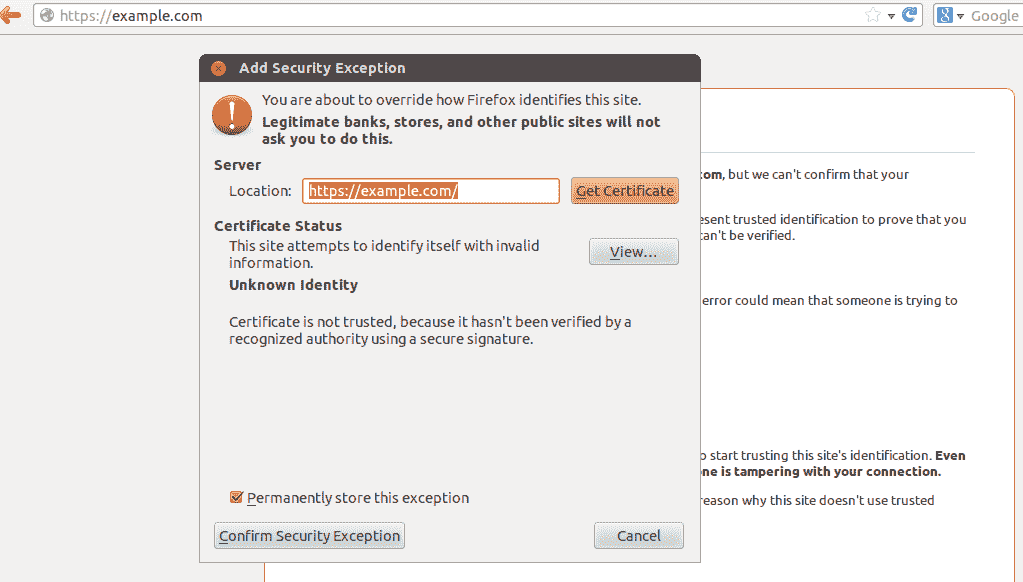 https://example.com
Google
Add Security Exception
You are about to override how Firefox identifies this site.
Legitimate banks, stores, and other public sites will not
ask you to do this.
Server
Location: https://example.com/ Get Certificate
Certificate Status
This site attempts to identify itself with invalid
information.
View...
Unknown Identity
Certificate is not trusted, because it hasn't been verified by a
recognized authority using a secure signature.
Permanently store this exception
Confirm Security Exception Cancel
com, but we can't confirm that your
esent trusted identification to prove that you
can't be verified.
error could mean that someone is trying to
o start trusting this site's identification. Even
ne is tampering with your connection.
reason why this site doesn't use trusted